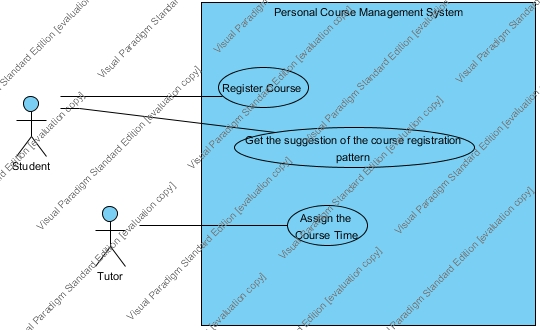 Personal Course Management System
Register Course
Get the suggestion of the course registration
pattern
Student
Assign the
Course Time
Tutor
Visual Paradigm Standard Edition [evaluation copy]